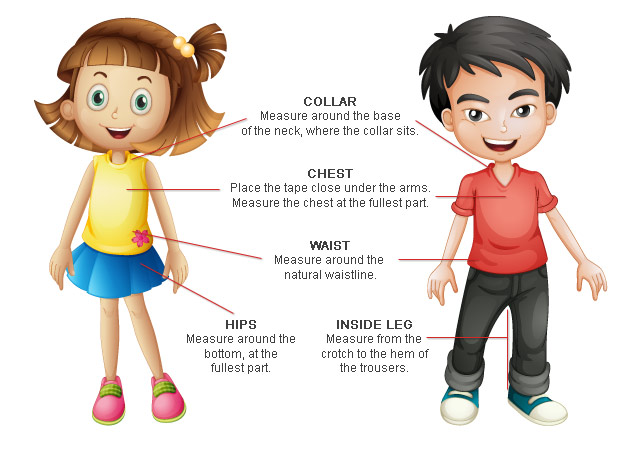 COLLAR
Measure around the base
of the neck, where the collar sits.
CHEST
Place the tape close under the arms.
Measure the chest at the fullest part.
WAIST
Measure around the
natural waistline.
HIPS
Measure around the
bottom, at the
fullest part.
INSIDE LEG
Measure from the
crotch to the hem of
the trousers.